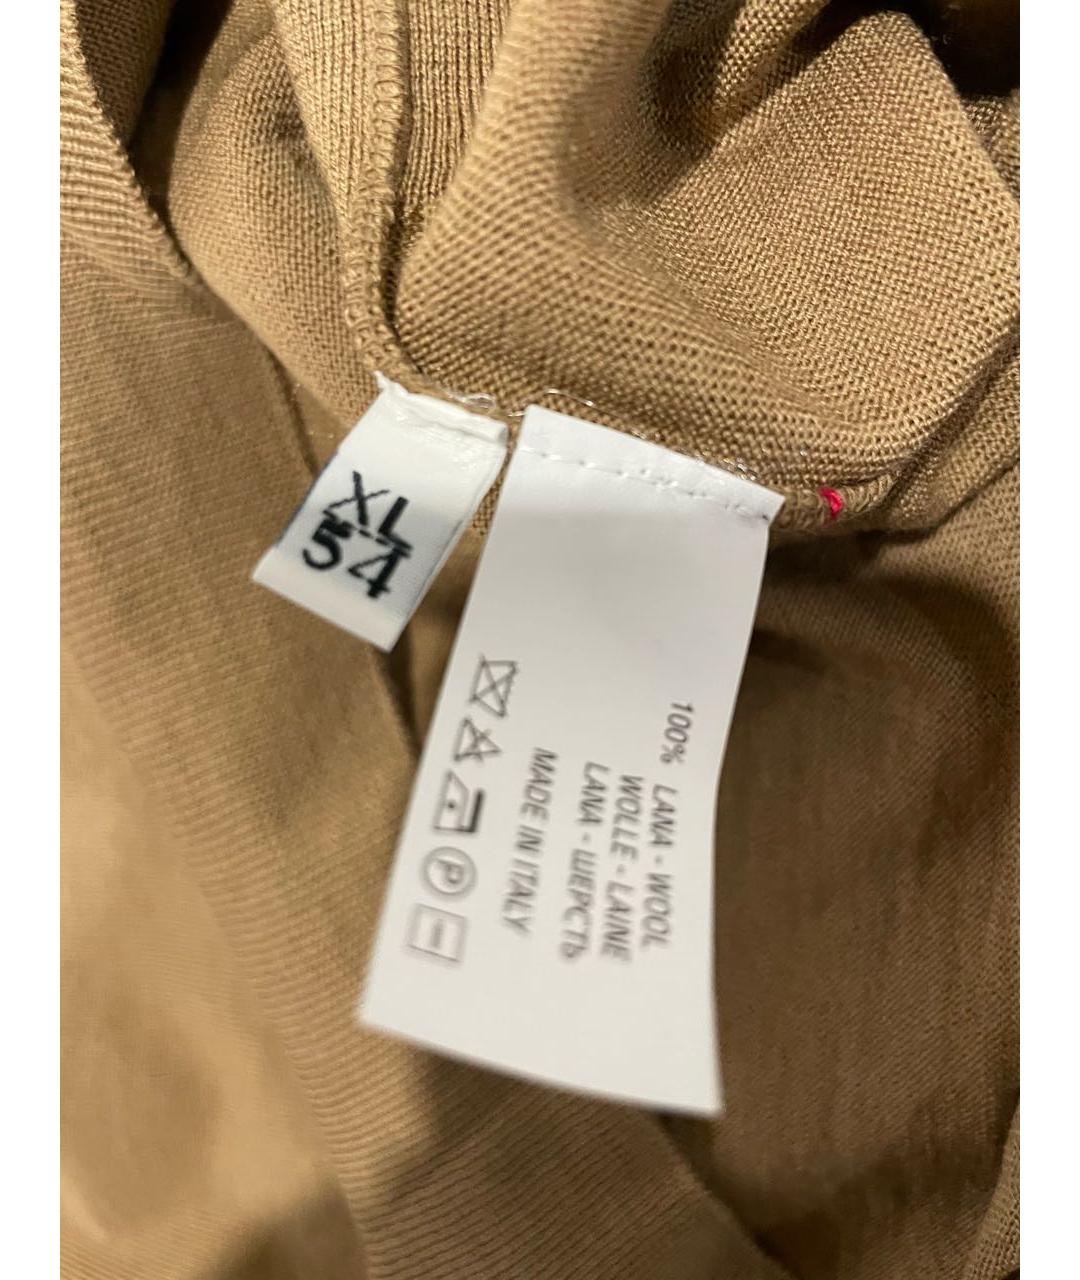 XL
54
100% LANA - WOOL
WOLLE - LAINE
LANA - ШЕРСТЬ
MADE IN ITALY
P